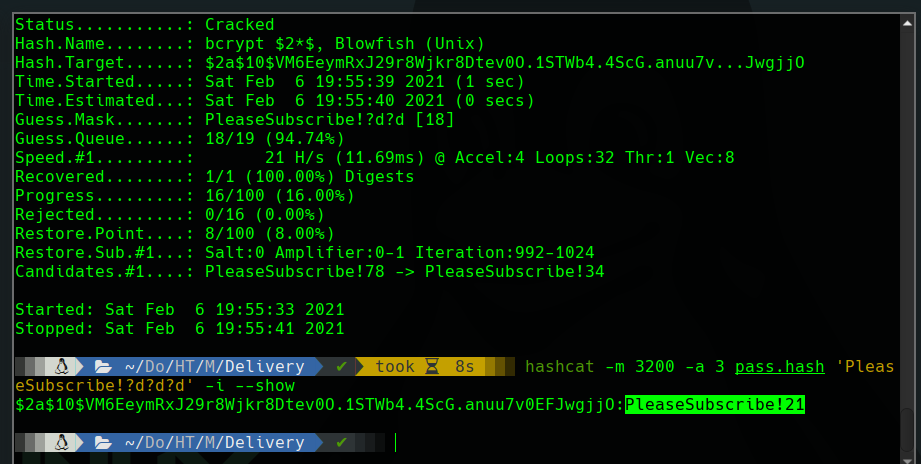 Status...........: Cracked
Hash.Name........: bcrypt $2*$, Blowfish (Unix)
Hash.Target......: $2a$10$VM6EeymRxJ29r8Wjkr8Dtev0O.1STWb4.4ScG.anuu7v...JwgjjO
Time.Started.....: Sat Feb  6 19:55:39 2021 (1 sec)
Time.Estimated...: Sat Feb  6 19:55:40 2021 (0 secs)
Guess.Mask.......: PleaseSubscribe!?d?d [18]
Guess.Queue......: 18/19 (94.74%)
Speed.#1.........:       21 H/s (11.69ms) @ Accel:4 Loops:32 Thr:1 Vec:8
Recovered........: 1/1 (100.00%) Digests
Progress.........: 16/100 (16.00%)
Rejected.........: 0/16 (0.00%)
Restore.Point....: 8/100 (8.00%)
Restore.Sub.#1...: Salt:0 Amplifier:0-1 Iteration:992-1024
Candidates.#1....: PleaseSubscribe!78 -> PleaseSubscribe!34
Started: Sat Feb  6 19:55:33 2021
Stopped: Sat Feb  6 19:55:41 2021
~/Do/HT/M/Delivery ✔ took 8s hashcat -m 3200 -a 3 pass.hash 'Pleas
eSubscribe!?d?d?d' -i --show
$2a$10$VM6EeymRxJ29r8Wjkr8Dtev0O.1STWb4.4ScG.anuu7v0EFJwgjjO:PleaseSubscribe!21
~/Do/HT/M/Delivery ✔